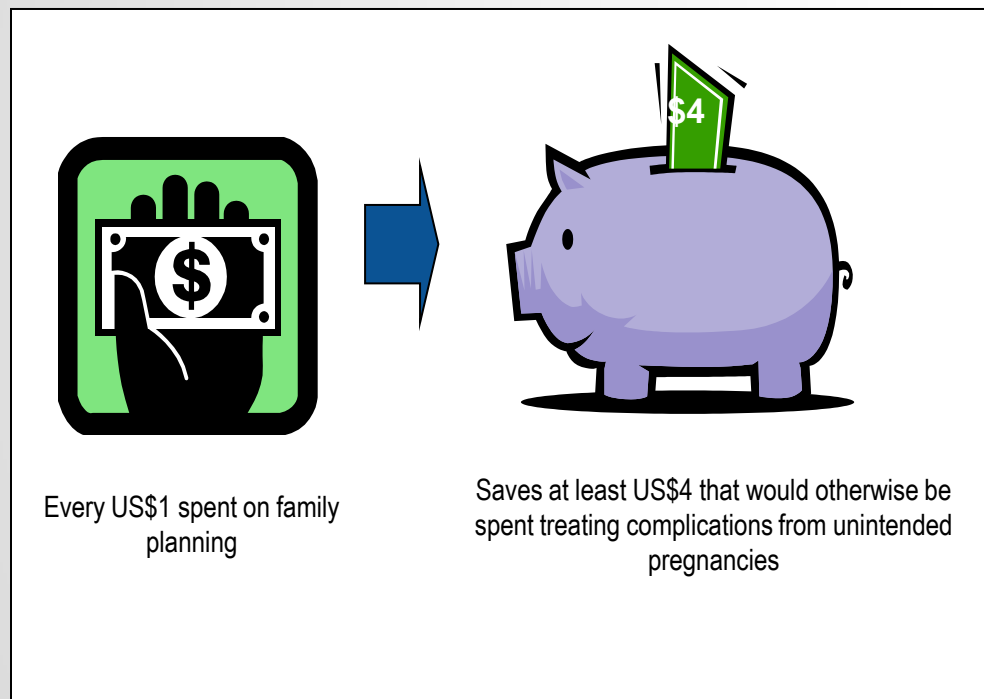 $4
$
Every US$1 spent on family
planning
Saves at least US$4 that would otherwise be
spent treating complications from unintended
pregnancies